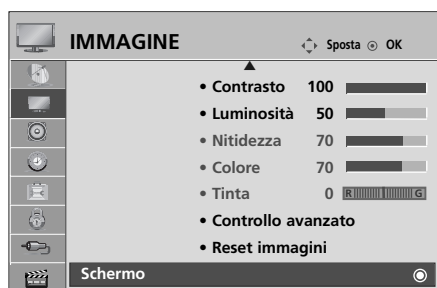 IMMAGINE Sposta OK
• Contrasto 100
• Luminosità 50
• Nitidezza 70
• Colore 70
• Tinta 0 R G
• Controllo avanzato
• Reset immagini
Schermo